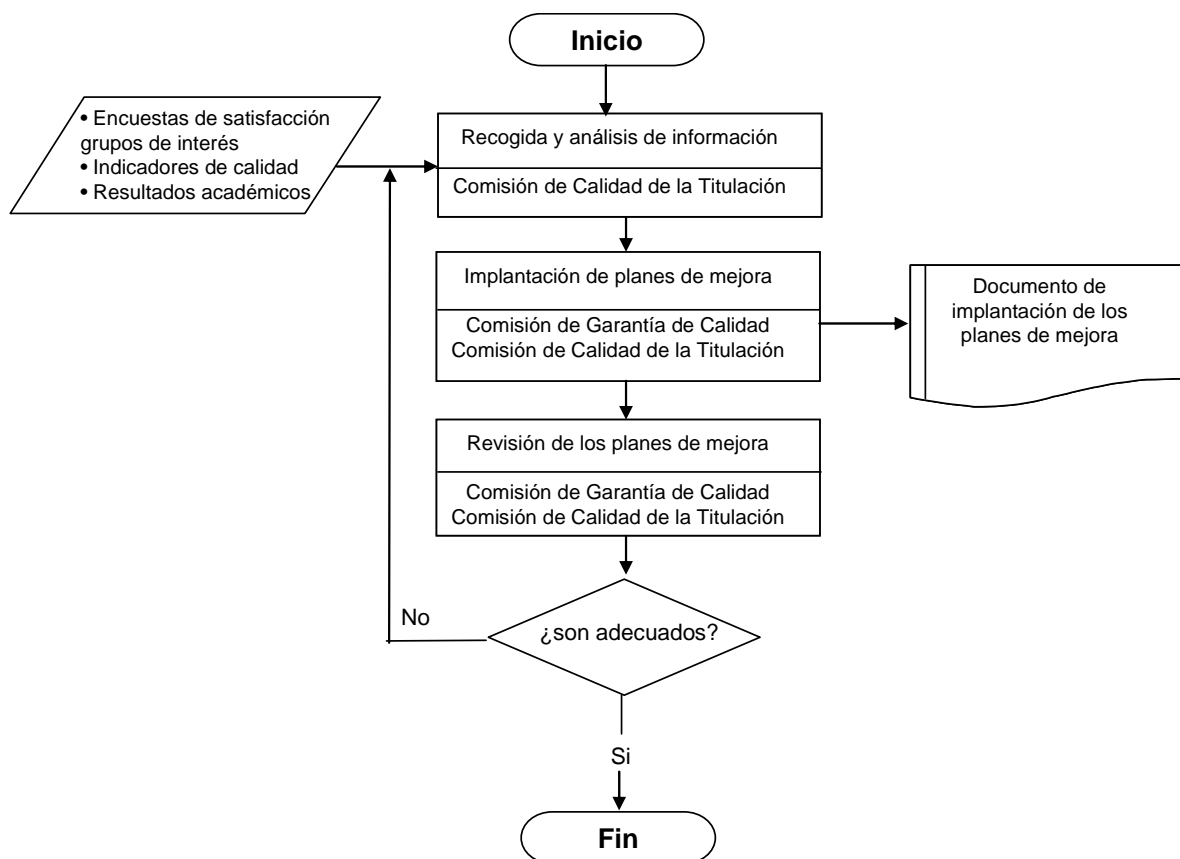 Inicio
• Encuestas de satisfacción
grupos de interés
• Indicadores de calidad
• Resultados académicos
Recogida y análisis de información
Comisión de Calidad de la Titulación
Implantación de planes de mejora
Comisión de Garantía de Calidad
Comisión de Calidad de la Titulación
Documento de
implantación de los
planes de mejora
Revisión de los planes de mejora
Comisión de Garantía de Calidad
Comisión de Calidad de la Titulación
¿son adecuados?
No
Si
Fin